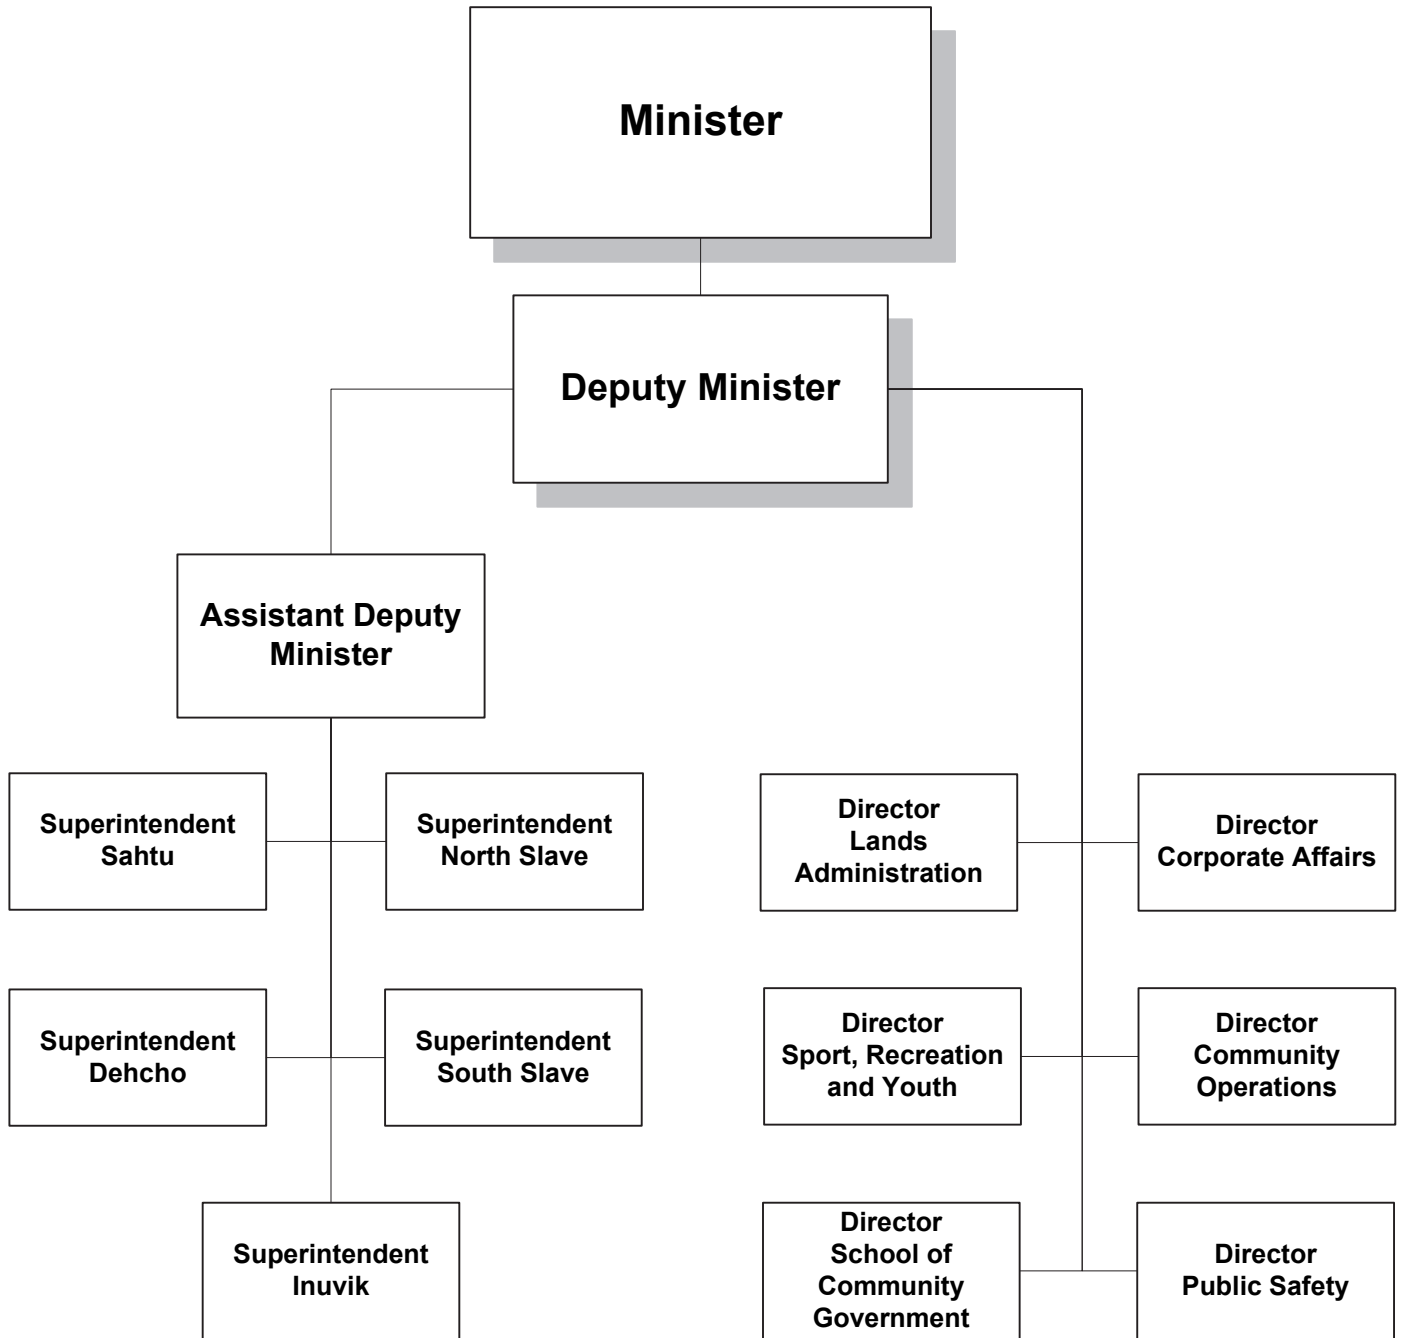 Minister
Deputy Minister
Assistant Deputy
Minister
Superintendent
Sahtu
Superintendent
North Slave
Director
Lands
Administration
Director
Corporate Affairs
Superintendent
Dehcho
Superintendent
South Slave
Director
Sport, Recreation
and Youth
Director
Community
Operations
Superintendent
Inuvik
Director
School of
Community
Government
Director
Public Safety